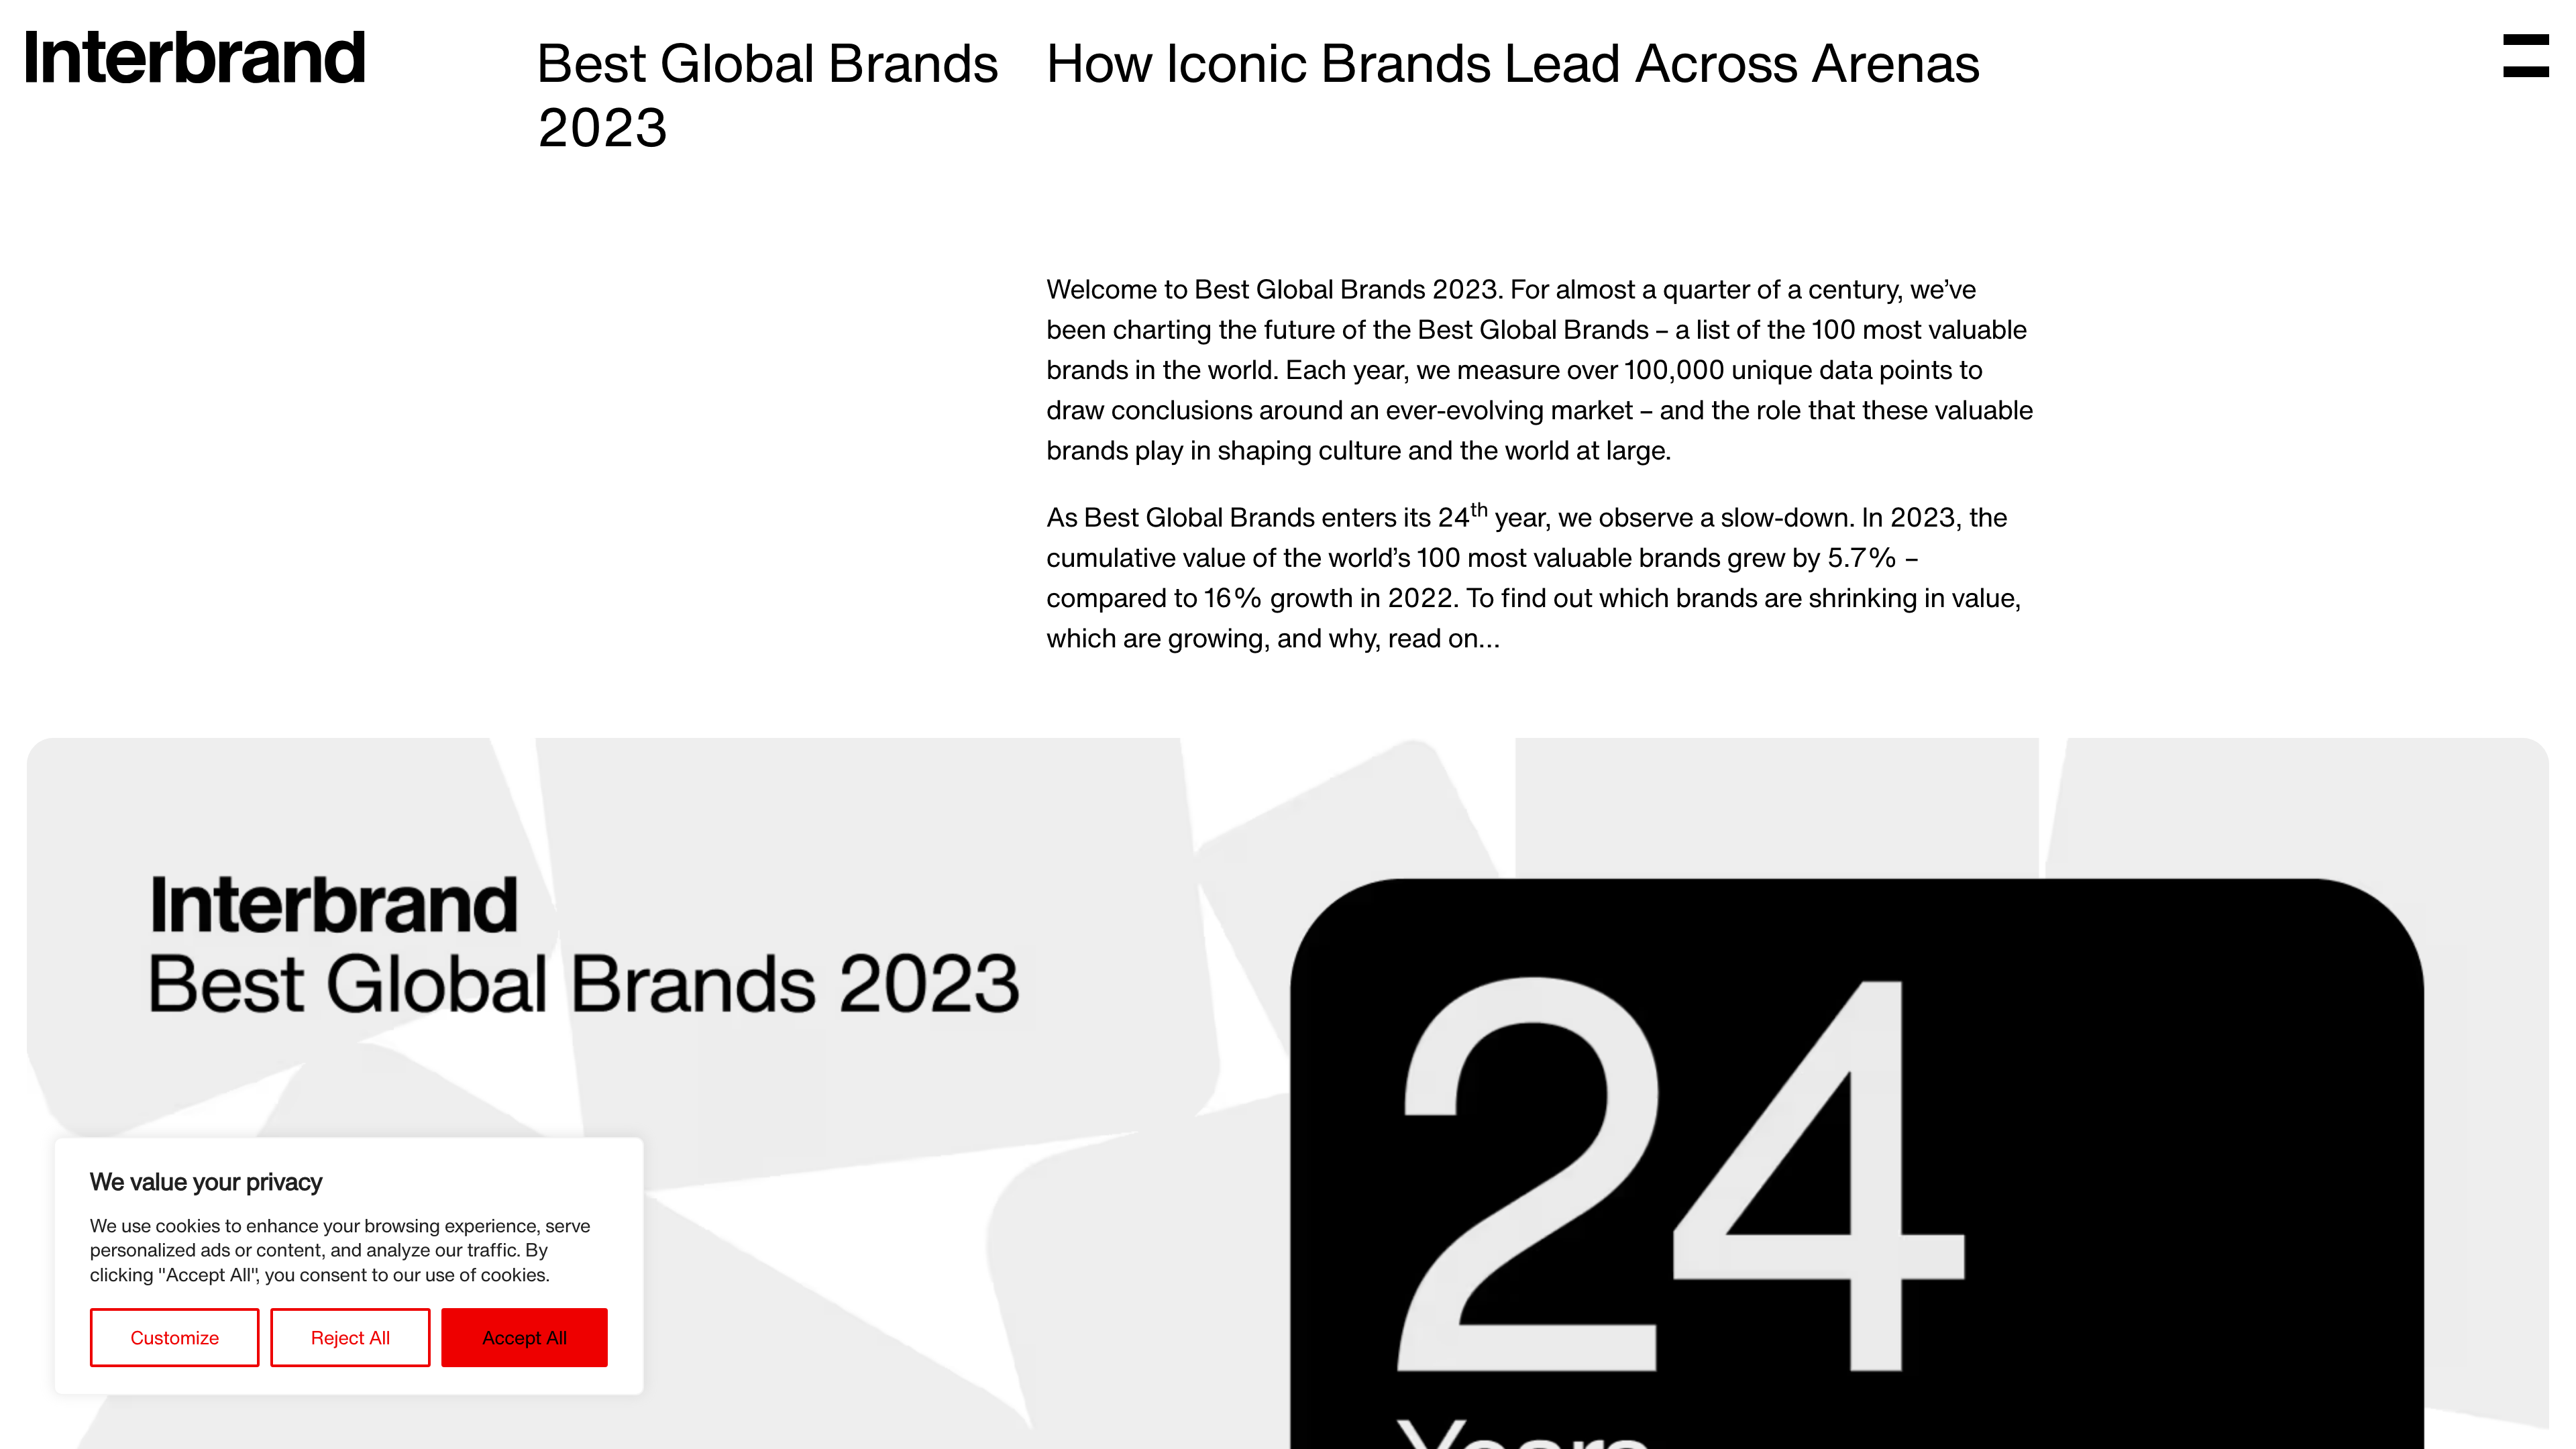 Interbrand
Best Global Brands
2023
How Iconic Brands Lead Across Arenas
Welcome to Best Global Brands 2023. For almost a quarter of a century, we’ve
been charting the future of the Best Global Brands – a list of the 100 most valuable
brands in the world. Each year, we measure over 100,000 unique data points to
draw conclusions around an ever-evolving market – and the role that these valuable
brands play in shaping culture and the world at large.
As Best Global Brands enters its 24th year, we observe a slow-down. In 2023, the
cumulative value of the world’s 100 most valuable brands grew by 5.7% –
compared to 16% growth in 2022. To find out which brands are shrinking in value,
which are growing, and why, read on…
Interbrand
Best Global Brands 2023
24
Years
We value your privacy
We use cookies to enhance your browsing experience, serve
personalized ads or content, and analyze our traffic. By
clicking "Accept All", you consent to our use of cookies.
Customize
Reject All
Accept All